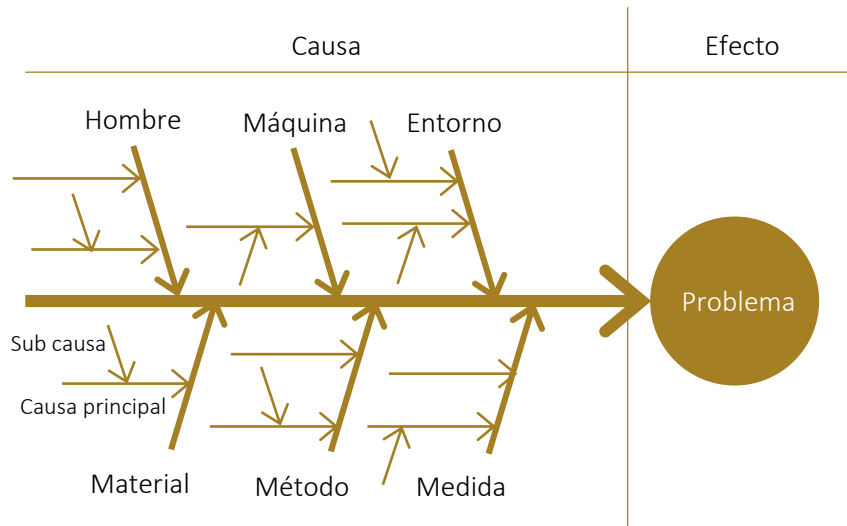 Causa
Efecto
Hombre
Máquina
Entorno
Problema
Sub causa
Causa principal
Material
Método
Medida